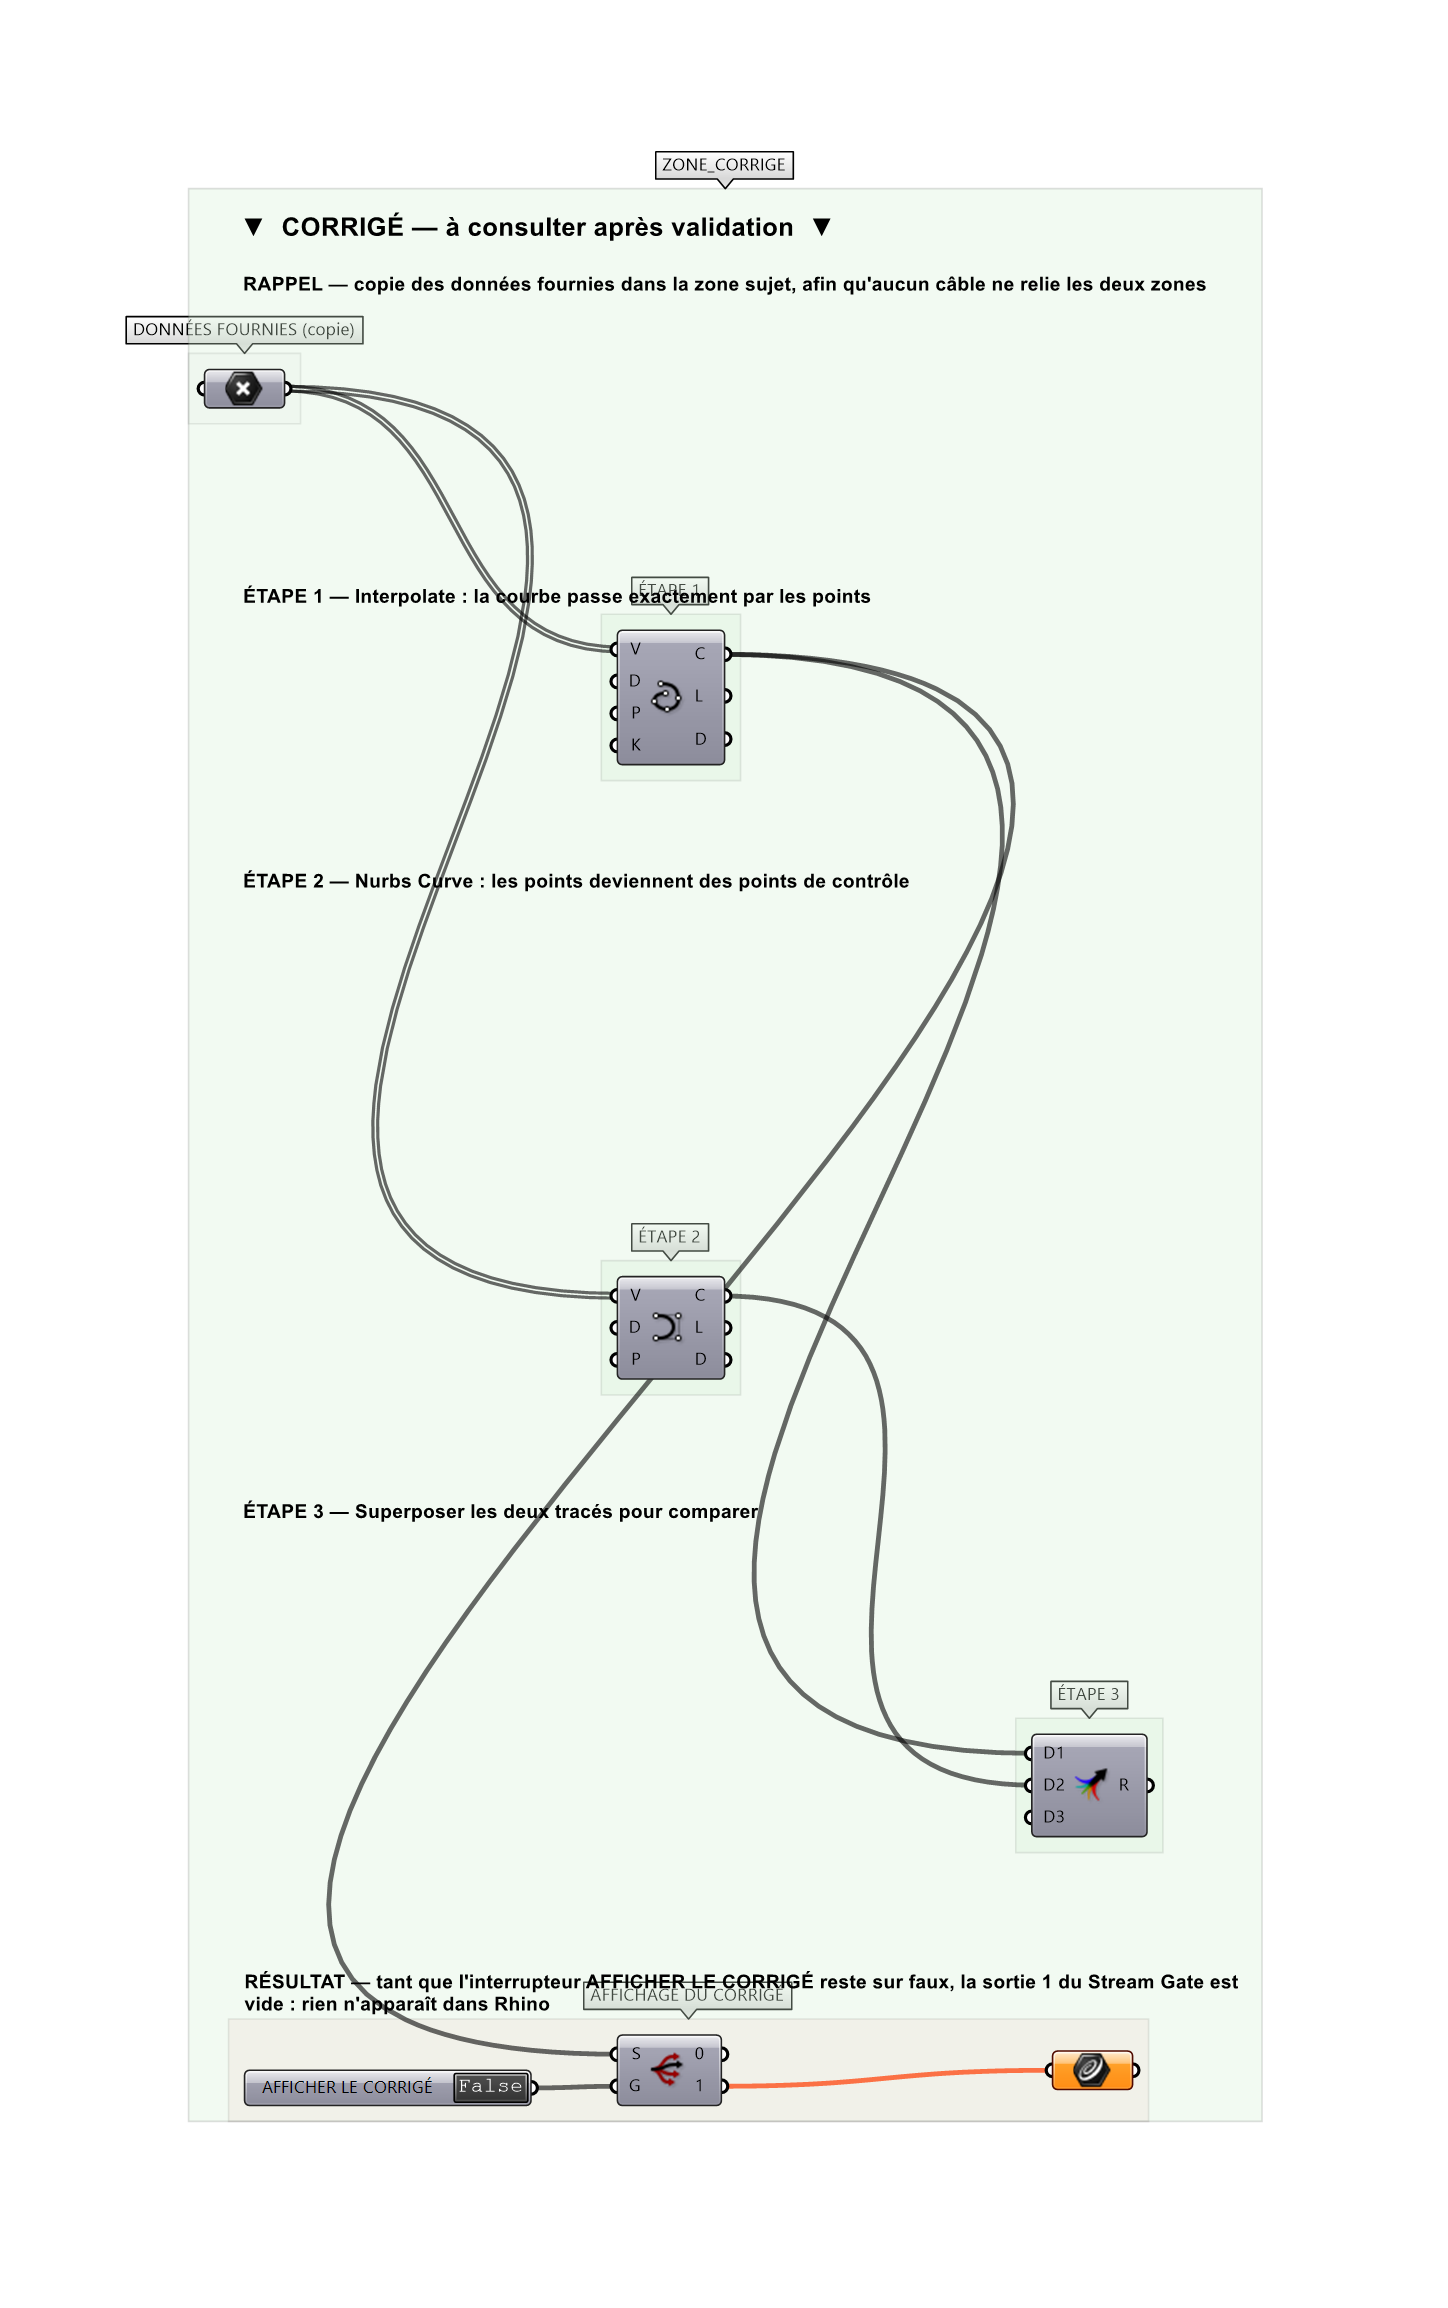 ZONE_CORRIGE
▼ CORRIGÉ — à consulter après validation ▼
RAPPEL — copie des données fournies dans la zone sujet, afin qu'aucun câble ne relie les deux zones
DONNÉES FOURNIES (copie)
ÉTAPE 1
ÉTAPE 1 — Interpolate : la courbe passe exactement par les points
V C
D L
P
K D
ÉTAPE 2 — Nurbs Curve : les points deviennent des points de contrôle
ÉTAPE 2
V C
D L
P D
ÉTAPE 3 — Superposer les deux tracés pour comparer
ÉTAPE 3
D1
D2 R
D3
RÉSULTAT — tant que l'interrupteur AFFICHER LE CORRIGÉ reste sur faux, la sortie 1 du Stream Gate est
vide : rien n'apparaît dans Rhino
AFFICHAGE DU CORRIGÉ
S 0
G 1
AFFICHER LE CORRIGÉ False